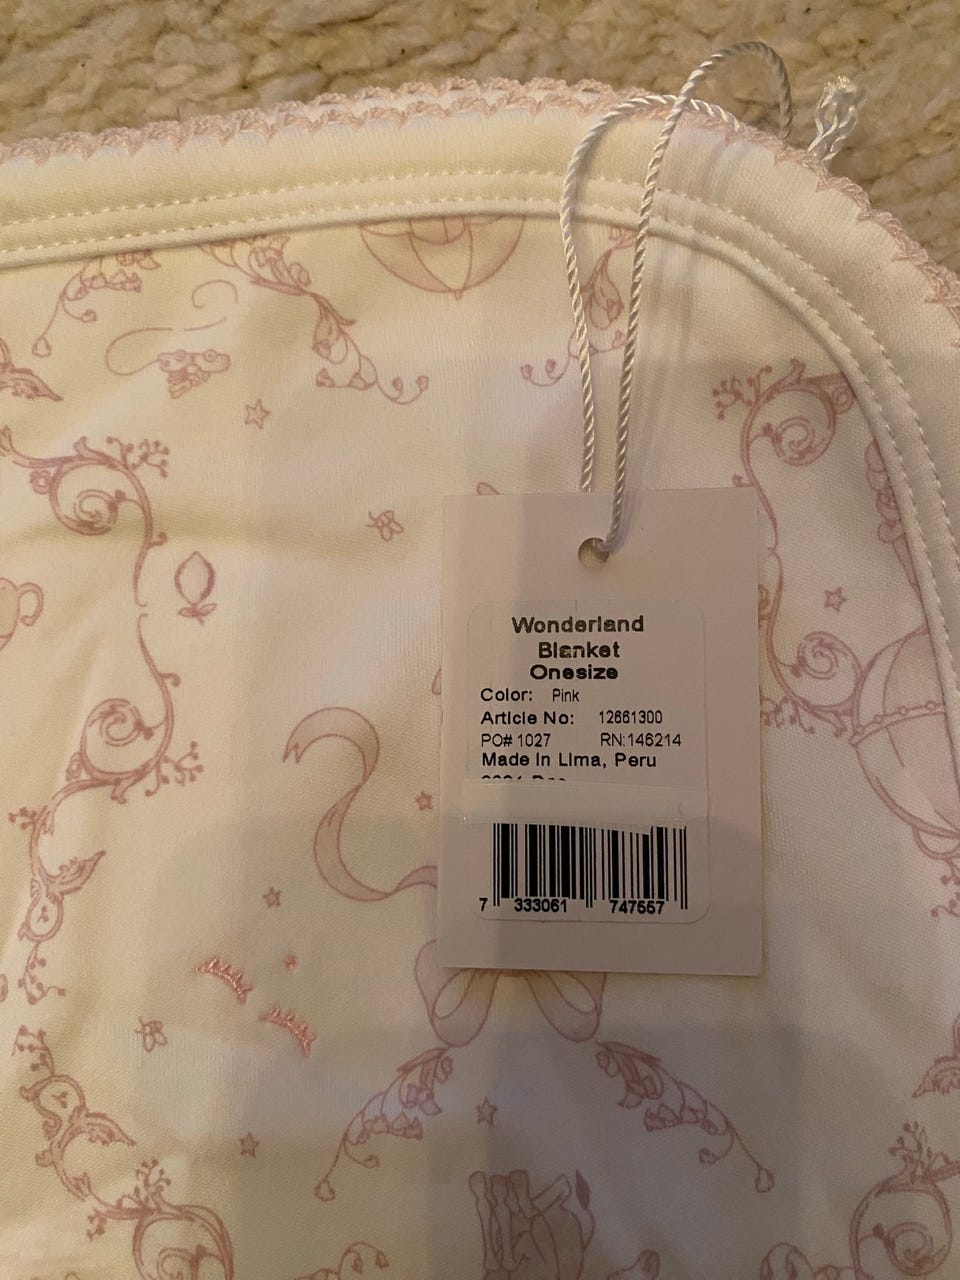 Wonderland
Blanket
Onesize
Color: Pink
Article No: 12661300
PO# 1027 RN:146214
Made In Lima, Peru
7 333061 747557